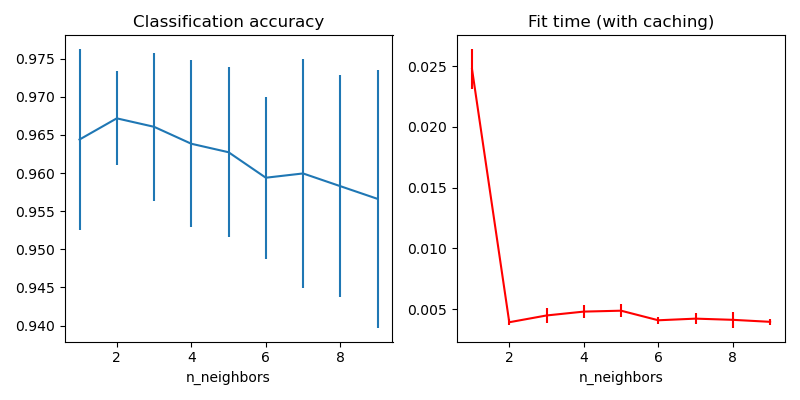 Classification accuracy
0.975
0.970
0.965
0.960
0.955
0.950
0.945
0.940
2 4 6 8
n_neighbors
Fit time (with caching)
0.025
0.020
0.015
0.010
0.005
2 4 6 8
n_neighbors